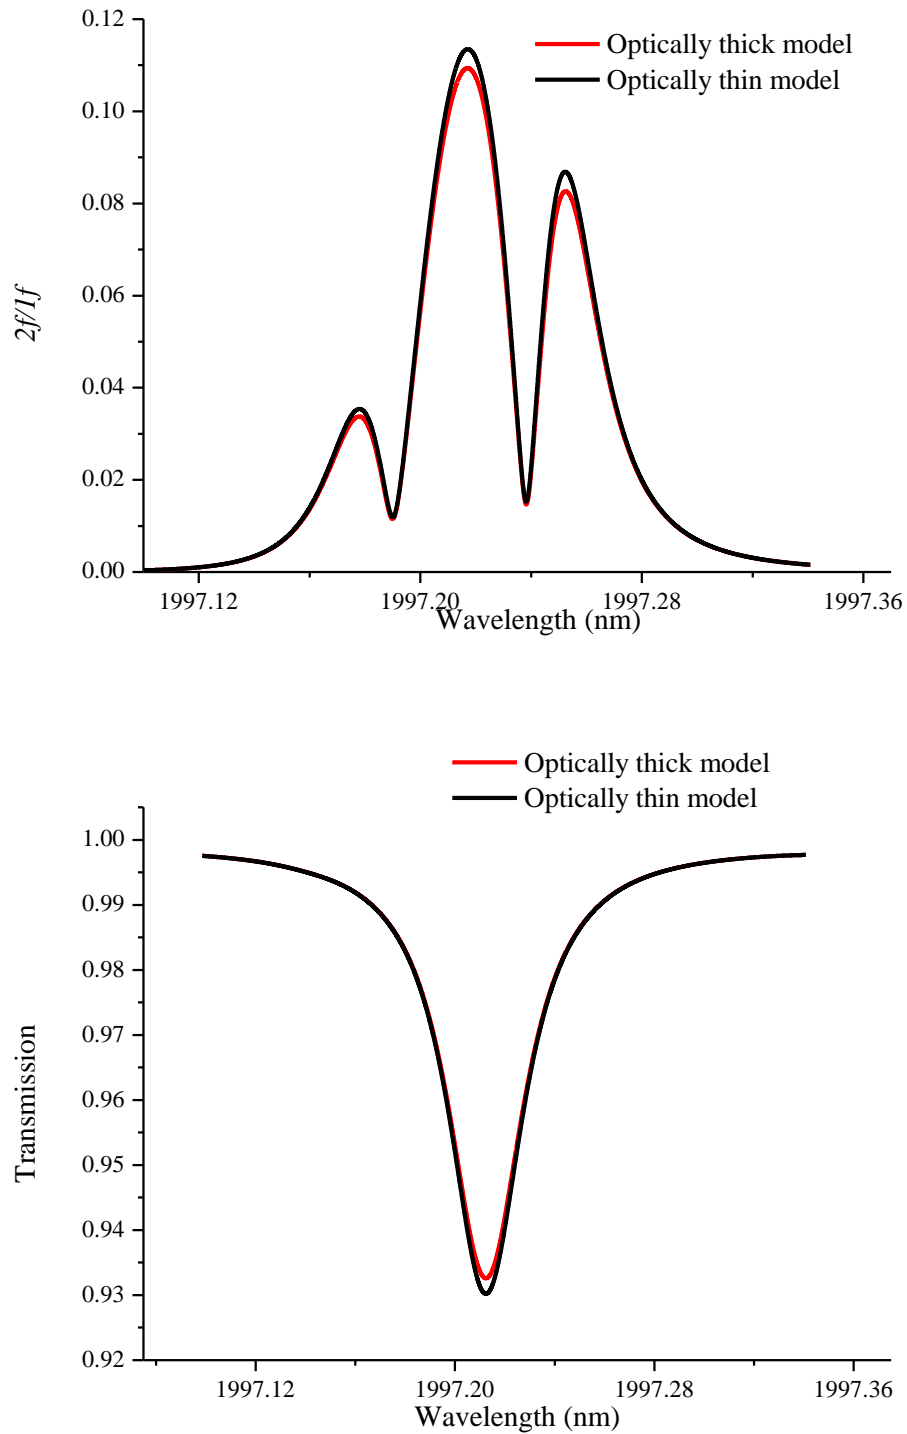 0.12
0.10
0.08
0.06
0.04
0.02
0.00
2f/1f
Optically thick model
Optically thin model
1997.12 1997.20 1997.28 1997.36
Wavelength (nm)
Optically thick model
Optically thin model
1.00
0.99
0.98
0.97
0.96
0.95
0.94
0.93
0.92
Transmission
1997.12 1997.20 1997.28 1997.36
Wavelength (nm)